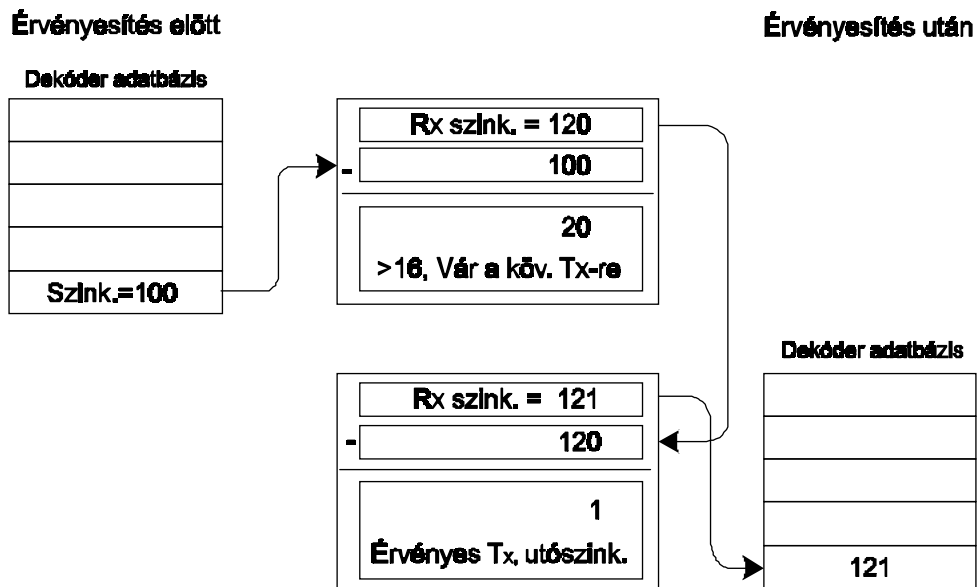 Érvényesítés előtt
Érvényesítés után
Dekóder adatbázis
Rx szink. = 120
- 100
20
>16, Vár a köv. Tx-re
Szink.=100
Dekóder adatbázis
Rx szink. = 121
- 120
1
Érvényes Tx, utószink.
121